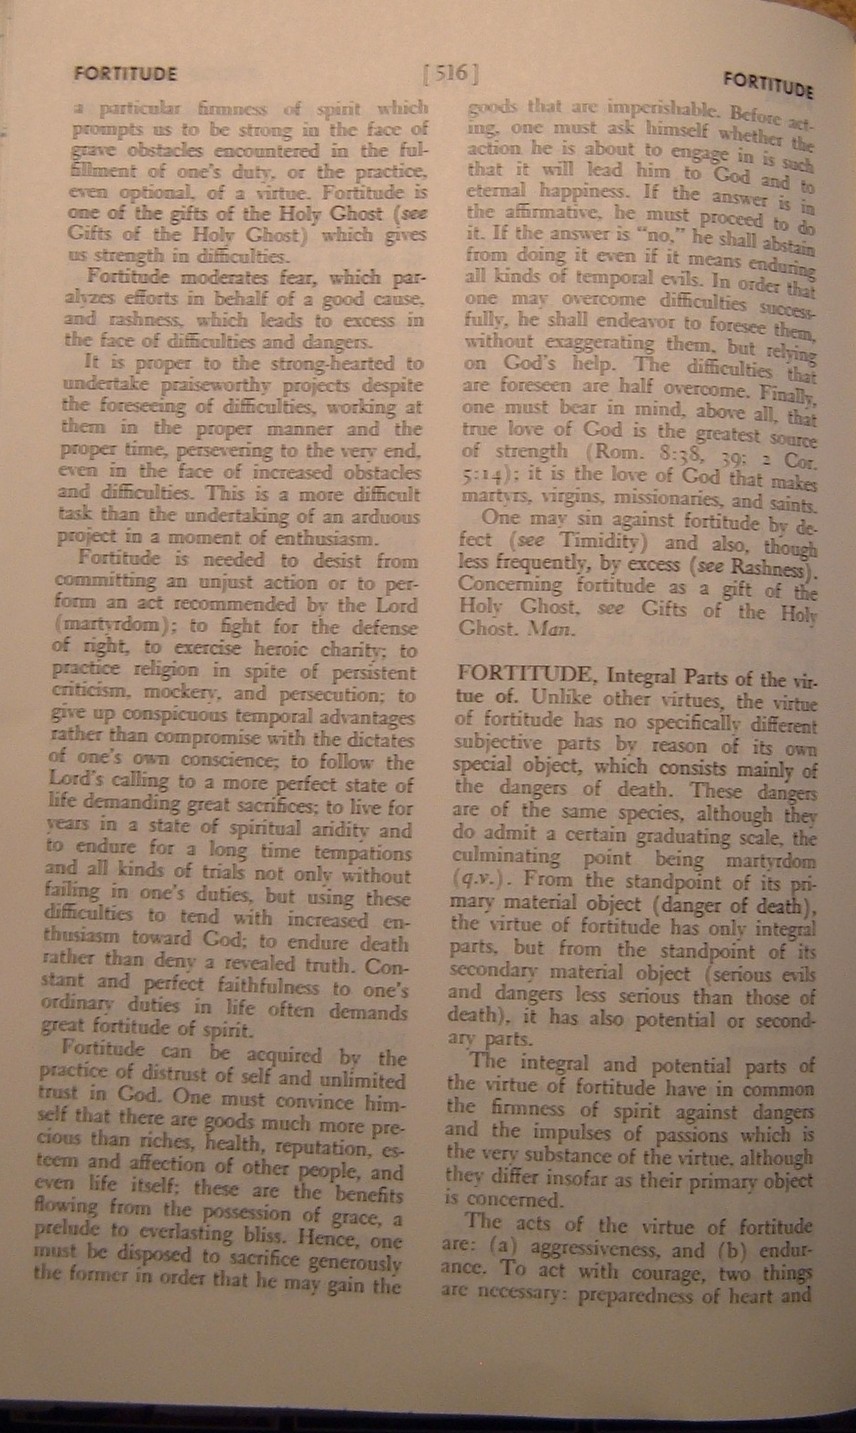 FORTITUDE
[ 516 ]
FORTITUDE
a particular firmness of spirit which
prompts us to be strong in the face of
grave obstacles encountered in the ful-
fillment of one's duty, or the practice,
even optional, of a virtue. Fortitude is
one of the gifts of the Holy Ghost (see
Gifts of the Holy Ghost) which gives
us strength in difficulties.
Fortitude moderates fear, which par-
alyzes efforts in behalf of a good cause,
and rashness, which leads to excess in
the face of difficulties and dangers.
It is proper to the strong-hearted to
undertake praiseworthy projects despite
the foreseeing of difficulties, working at
them in the proper manner and the
proper time, persevering to the very end,
even in the face of increased obstacles
and difficulties. This is a more difficult
task than the undertaking of an arduous
project in a moment of enthusiasm.
Fortitude is needed to desist from
committing an unjust action or to per-
form an act recommended by the Lord
(martyrdom); to fight for the defense
of right, to exercise heroic charity; to
practice religion in spite of persistent
criticism, mockery, and persecution; to
give up conspicuous temporal advantages
rather than compromise with the dictates
of one's own conscience; to follow the
Lord's calling to a more perfect state of
life demanding great sacrifices; to live for
years in a state of spiritual aridity and
to endure for a long time tempations
and all kinds of trials not only without
failing in one's duties, but using these
difficulties to tend with increased en-
thusiasm toward God; to endure death
rather than deny a revealed truth. Con-
stant and perfect faithfulness to one's
ordinary duties in life often demands
great fortitude of spirit.
Fortitude can be acquired by the
practice of distrust of self and unlimited
trust in God. One must convince him-
self that there are goods much more pre-
cious than riches, health, reputation, es-
teem and affection of other people, and
even life itself; these are the benefits
flowing from the possession of grace, a
prelude to everlasting bliss. Hence, one
must be disposed to sacrifice generously
the former in order that he may gain the
goods that are imperishable. Before act-
ing, one must ask himself whether the
action he is about to engage in is such
that it will lead him to God and to
eternal happiness. If the answer is in
the affirmative, he must proceed to do
it. If the answer is "no," he shall abstain
from doing it even if it means enduring
all kinds of temporal evils. In order that
one may overcome difficulties success-
fully, he shall endeavor to foresee them,
without exaggerating them, but relying
on God's help. The difficulties that
are foreseen are half overcome. Finally,
one must bear in mind, above all, that
true love of God is the greatest source
of strength (Rom. 8:38, 39; 2 Cor.
5:14); it is the love of God that makes
martyrs, virgins, missionaries, and saints.
One may sin against fortitude by de-
fect (see Timidity) and also, though
less frequently, by excess (see Rashness).
Concerning fortitude as a gift of the
Holy Ghost, see Gifts of the Holy
Ghost. Man.
FORTITUDE, Integral Parts of the vir-
tue of. Unlike other virtues, the virtue
of fortitude has no specifically different
subjective parts by reason of its own
special object, which consists mainly of
the dangers of death. These dangers
are of the same species, although they
do admit a certain graduating scale, the
culminating point being martyrdom
(q.v.). From the standpoint of its pri-
mary material object (danger of death),
the virtue of fortitude has only integral
parts, but from the standpoint of its
secondary material object (serious evils
and dangers less serious than those of
death), it has also potential or second-
ary parts.
The integral and potential parts of
the virtue of fortitude have in common
the firmness of spirit against dangers
and the impulses of passions which is
the very substance of the virtue, although
they differ insofar as their primary object
is concerned.
The acts of the virtue of fortitude
are: (a) aggressiveness, and (b) endur-
ance. To act with courage, two things
are necessary: preparedness of heart and